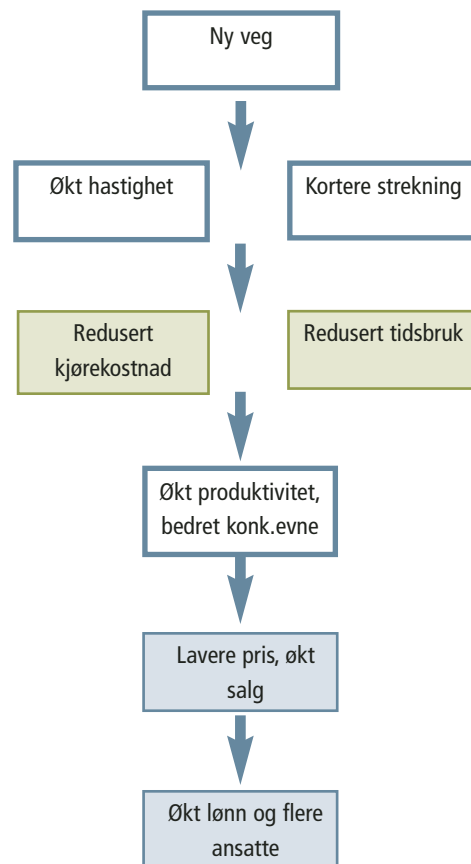 Ny veg
Økt hastighet
Kortere strekning
Redusert
kjørekostnad
Redusert tidsbruk
Økt produktivitet,
bedret konk.evne
Lavere pris, økt
salg
Økt lønn og flere
ansatte